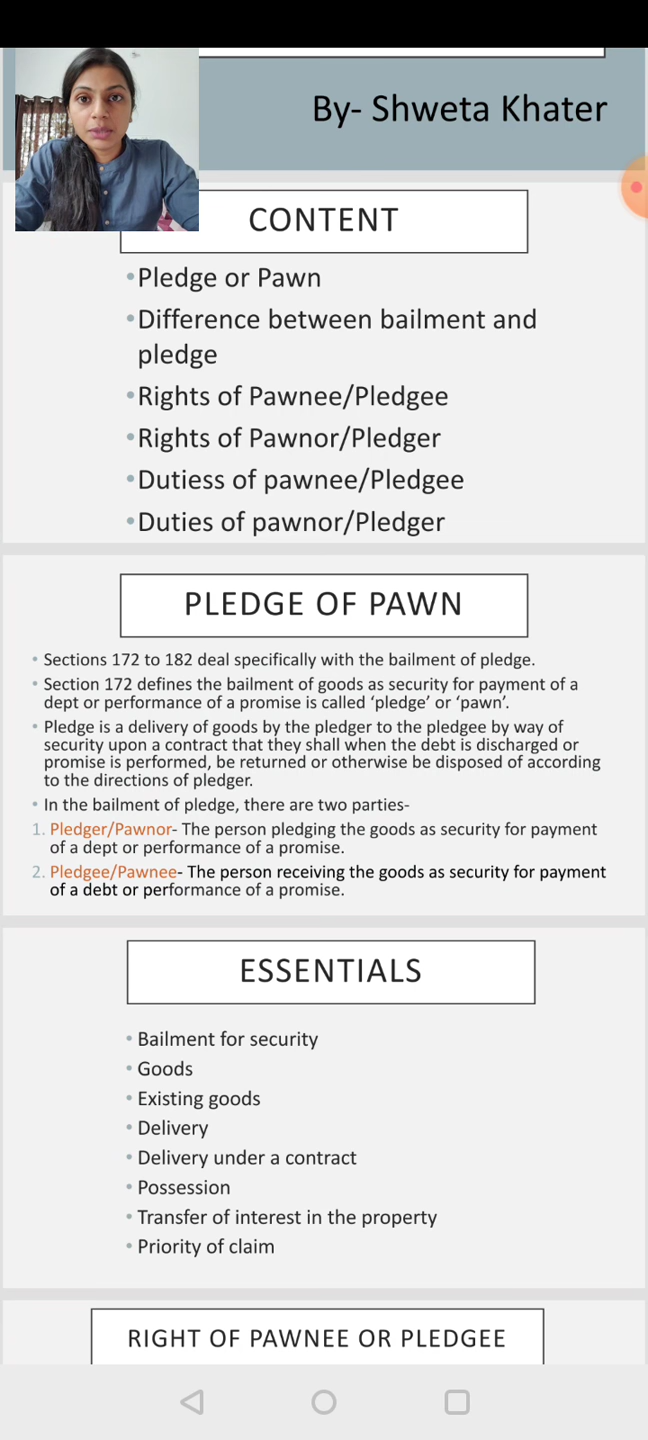 By- Shweta Khater
CONTENT
•Pledge or Pawn
•Difference between bailment and
pledge
•Rights of Pawnee/Pledgee
•Rights of Pawnor/Pledger
•Dutiess of pawnee/Pledgee
•Duties of pawnor/Pledger
PLEDGE OF PAWN
• Sections 172 to 182 deal specifically with the bailment of pledge.
• Section 172 defines the bailment of goods as security for payment of a
dept or performance of a promise is called ‘pledge’ or ‘pawn’.
• Pledge is a delivery of goods by the pledger to the pledgee by way of
security upon a contract that they shall when the debt is discharged or
promise is performed, be returned or otherwise be disposed of according
to the directions of pledger.
• In the bailment of pledge, there are two parties-
1. Pledger/Pawnor- The person pledging the goods as security for payment
of a dept or performance of a promise.
2. Pledgee/Pawnee- The person receiving the goods as security for payment
of a debt or performance of a promise.
ESSENTIALS
• Bailment for security
• Goods
• Existing goods
• Delivery
• Delivery under a contract
• Possession
• Transfer of interest in the property
• Priority of claim
RIGHT OF PAWNEE OR PLEDGEE